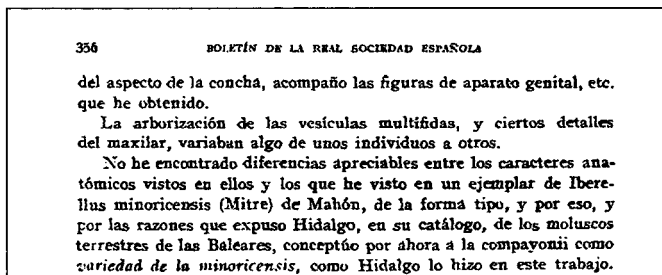 356 BOLETÍN DE LA REAL SOCIEDAD ESPAÑOLA
del aspecto de la concha, acompaño las figuras de aparato genital, etc.
que he obtenido.
La arborización de las vesículas multífidas, y ciertos detalles
del maxilar, variaban algo de unos individuos a otros.
No he encontrado diferencias apreciables entre los caracteres ana-
tómicos vistos en ellos y los que he visto en un ejemplar de Ibere-
llus minoricensis (Mitre) de Mahón, de la forma tipo, y por eso, y
por las razones que expuso Hidalgo, en su catálogo, de los moluscos
terrestres de las Baleares, conceptúo por ahora a la compayonii como
variedad de la minoricensis, como Hidalgo lo hizo en este trabajo.